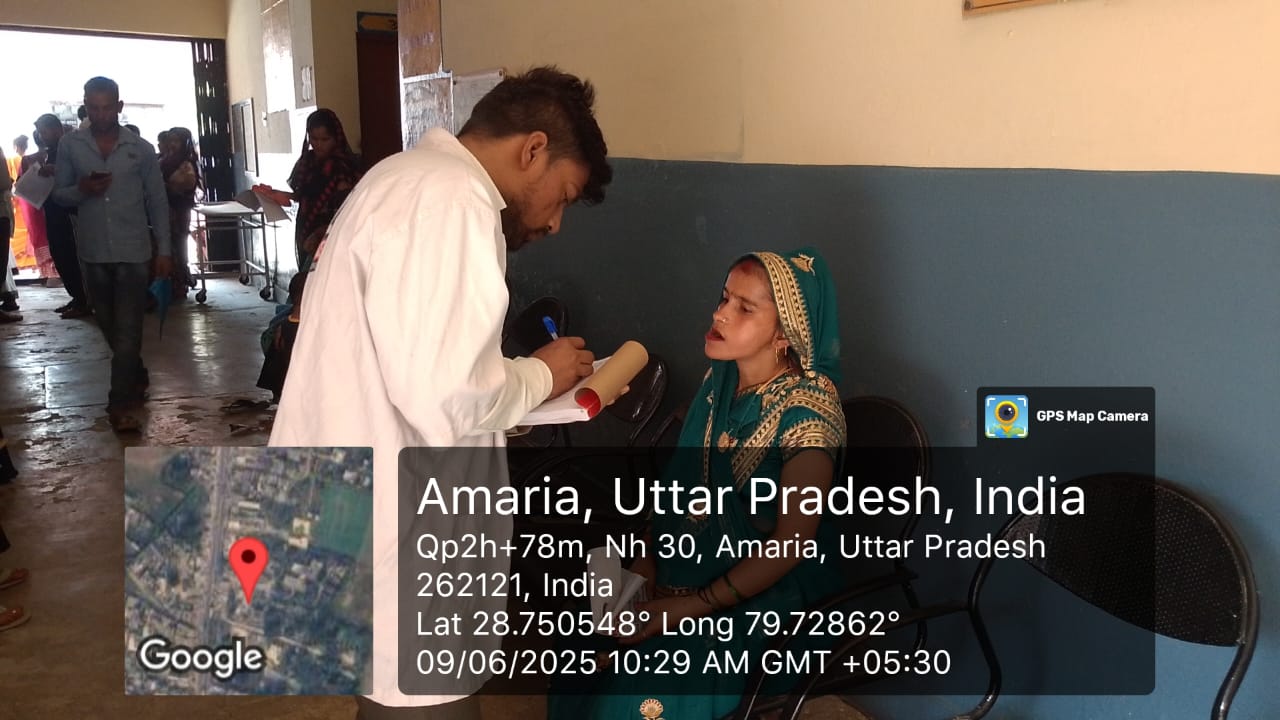 GPS Map Camera
Amaria, Uttar Pradesh, India
Qp2h+78m, Nh 30, Amaria, Uttar Pradesh
262121, India
Lat 28.750548° Long 79.72862°
09/06/2025 10:29 AM GMT +05:30
Google